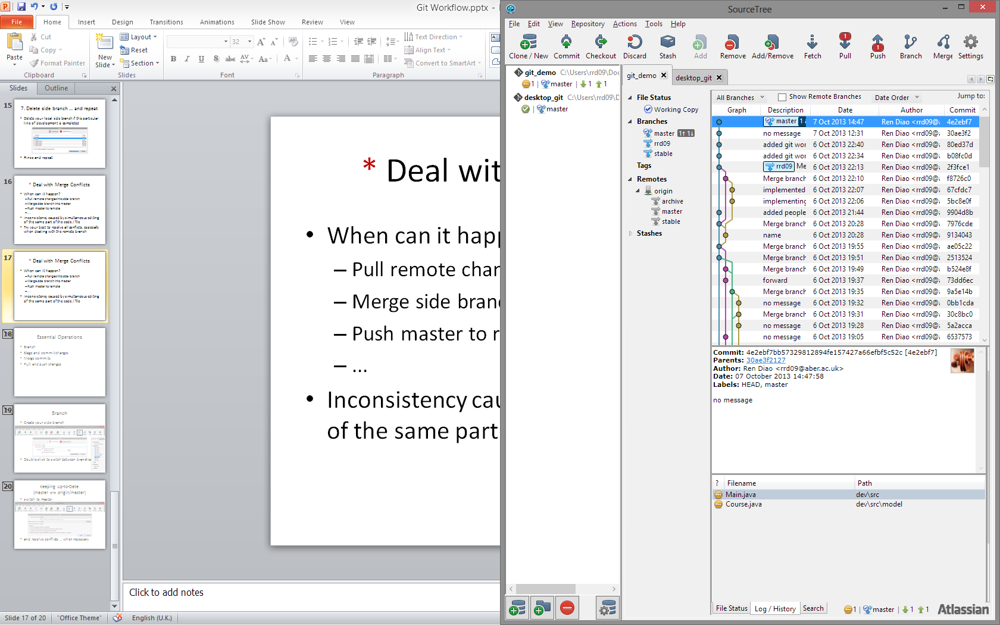 Git Workflow.pptx -
File Home Insert Design Transitions Animations Slide Show Review View
Paste
Cut
Copy
Format Painter
Clipboard
New Slide
Layout
Reset
Section
Slides
32
B I U S abc AV Aa A
Font
Text Direction
Align Text
Convert to SmartArt
Paragraph
Slides Outline
15
7. Delete side branch ... and repeat
• Delete your local side branch if this particular line of development is completed
• Rinse and repeat
16
* Deal with Merge Conflicts
• When can it happen?
– Pull remote changes into side branch
– Merge side branch into master
– Push master to remote
– ...
• Inconsistency caused by simultaneous editing of the same part of the code / file
• Try your best to resolve all conflicts, especially when dealing with the remote branch
17
* Deal with Merge Conflicts
• When can it happen?
– Pull remote changes into side branch
– Merge side branch into master
– Push master to remote
– ...
• Inconsistency caused by simultaneous editing of the same part of the code / file
18
Essential Operations
• Branch
• Stage and commit changes
• Merge commits
• Pull and push changes
19
Branch
• Create your side branch
• Double-click to switch between branches
20
Keeping Up-to-Date
(master <-> origin/master)
• switch to master
• and resolve conflicts ... when necessary
* Deal wit
• When can it hap
– Pull remote char
– Merge side bran
– Push master to r
– ...
• Inconsistency cau
of the same part
Click to add notes
Slide 17 of 20 "Office Theme" English (U.K.)
SourceTree
File Edit View Repository Actions Tools Help
Clone / New Commit Checkout Discard Stash Add Remove Add/Remove Fetch Pull Push Branch Merge Settings
1 1
git_demo C:\Users\rrd09\Doc
1 | master | 1 1
desktop_git C:\Users\rrd09\D
| master
git_demo desktop_git
File Status
Working Copy
Branches
master 1↑ 1↓
rrd09
stable
Tags
Remotes
origin
archive
master
stable
Stashes
All Branches Show Remote Branches Date Order Jump to:
Graph Description Date Author Commit
master 1 7 Oct 2013 14:47 Ren Diao <rrd09@a 4e2ebf7
no message 7 Oct 2013 12:31 Ren Diao <rrd09@a 30ae3f2
added git wor 6 Oct 2013 22:40 Ren Diao <rrd09@a 80ed37d
added git wor 6 Oct 2013 22:34 Ren Diao <rrd09@a b08fc0d
rrd09 Me 6 Oct 2013 22:13 Ren Diao <rrd09@a 2f3fce1
Merge branch 6 Oct 2013 22:10 Ren Diao <rrd09@a f8726c0
implemented 6 Oct 2013 22:07 Ren Diao <rrd09@a 67cfdc7
implementing 6 Oct 2013 22:06 Ren Diao <rrd09@a 5bc8e0f
added people 6 Oct 2013 21:44 Ren Diao <rrd09@a 9904d8b
Merge branch 6 Oct 2013 20:28 Ren Diao <rrd09@a 7976cde
name 6 Oct 2013 20:28 Ren Diao <rrd09@a 9134043
Merge branch 6 Oct 2013 19:55 Ren Diao <rrd09@a ae05c22
Merge branch 6 Oct 2013 19:51 Ren Diao <rrd09@a 2513524
Merge branch 6 Oct 2013 19:49 Ren Diao <rrd09@a b524e8f
forward 6 Oct 2013 19:37 Ren Diao <rrd09@a 73dd6ec
Merge branch 6 Oct 2013 19:35 Ren Diao <rrd09@a 9a5e14b
no message 6 Oct 2013 19:32 Ren Diao <rrd09@a 0bb1cda
Merge branch 6 Oct 2013 19:31 Ren Diao <rrd09@a 30c8bc0
no message 6 Oct 2013 19:28 Ren Diao <rrd09@a 5a2acca
no message 6 Oct 2013 19:05 Ren Diao <rrd09@a 6537573
Commit: 4e2ebf7bb57329812894fe157427a66efbf5c52c [4e2ebf7]
Parents: 30ae3f2127
Author: Ren Diao <rrd09@aber.ac.uk>
Date: 07 October 2013 14:47:58
Labels: HEAD, master
no message
? Filename Path
Main.java dev\src
Course.java dev\src\model
File Status Log / History Search 1 | master | 1 1 Atlassian